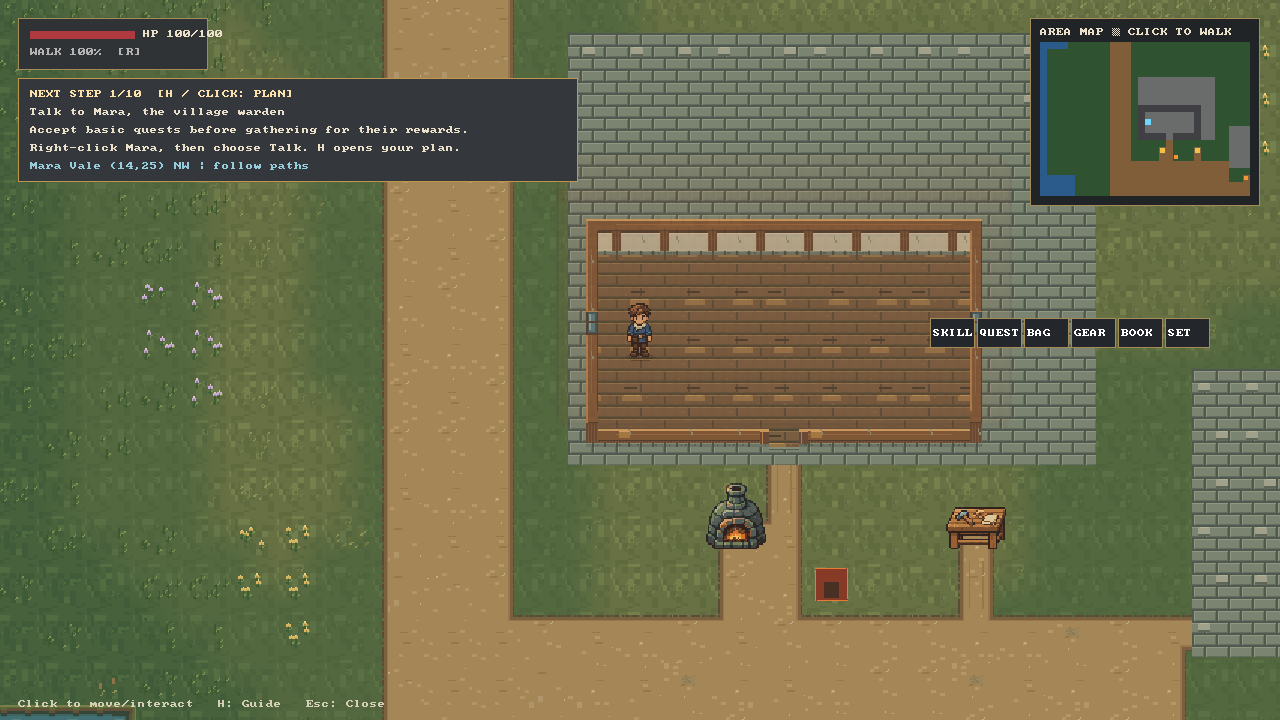 HP 100/100
WALK 100% [R]
NEXT STEP 1/10 [H / CLICK: PLAN]
Talk to Mara, the village warden
Accept basic quests before gathering for their rewards.
Right-click Mara, then choose Talk. H opens your plan.
Mara Vale (14,25) NW ¦ follow paths
AREA MAP ▒ CLICK TO WALK
SKILL QUEST BAG GEAR BOOK SET
Click to move/interact H: Guide Esc: Close